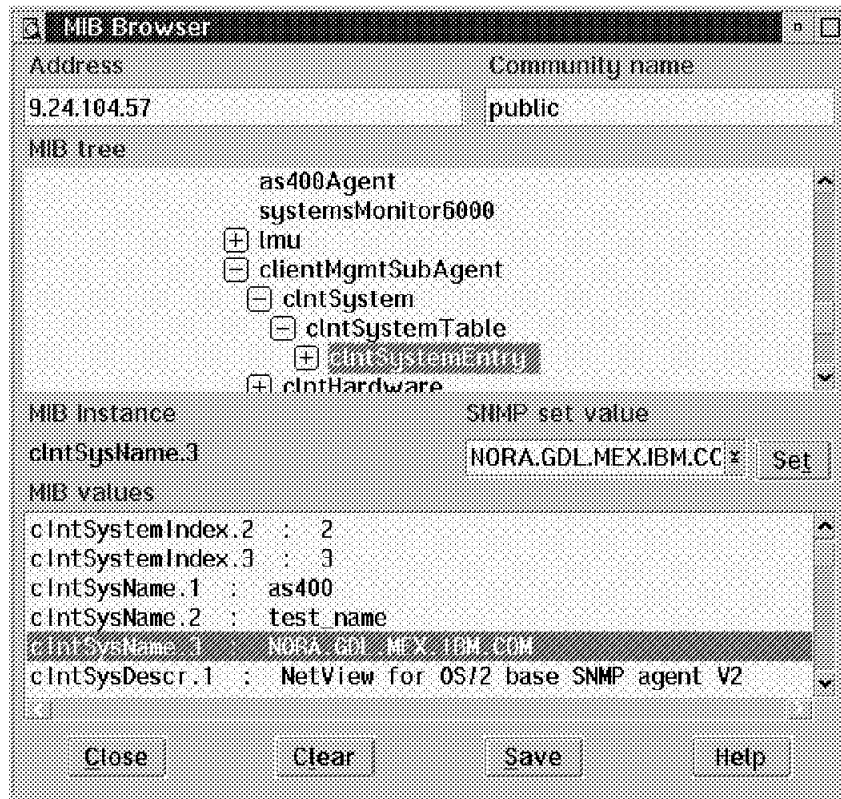 MIB Browser
Address Community name
9.24.104.57 public
MIB tree
as400Agent
systemsMonitor6000
lmu
clientMgmtSubAgent
clntSystem
clntSystemTable
clntSystemEntry
clntHardware
MIB Instance SNMP set value
clntSysName.3 NORA.GDL.MEX.IBM.CC Set
MIB values
clntSystemIndex.2 : 2
clntSystemIndex.3 : 3
clntSysName.1 : as400
clntSysName.2 : test_name
clntSysName.3 : NORA.GDL.MEX.IBM.COM
clntSysDescr.1 : NetView for OS/2 base SNMP agent V2
Close Clear Save Help